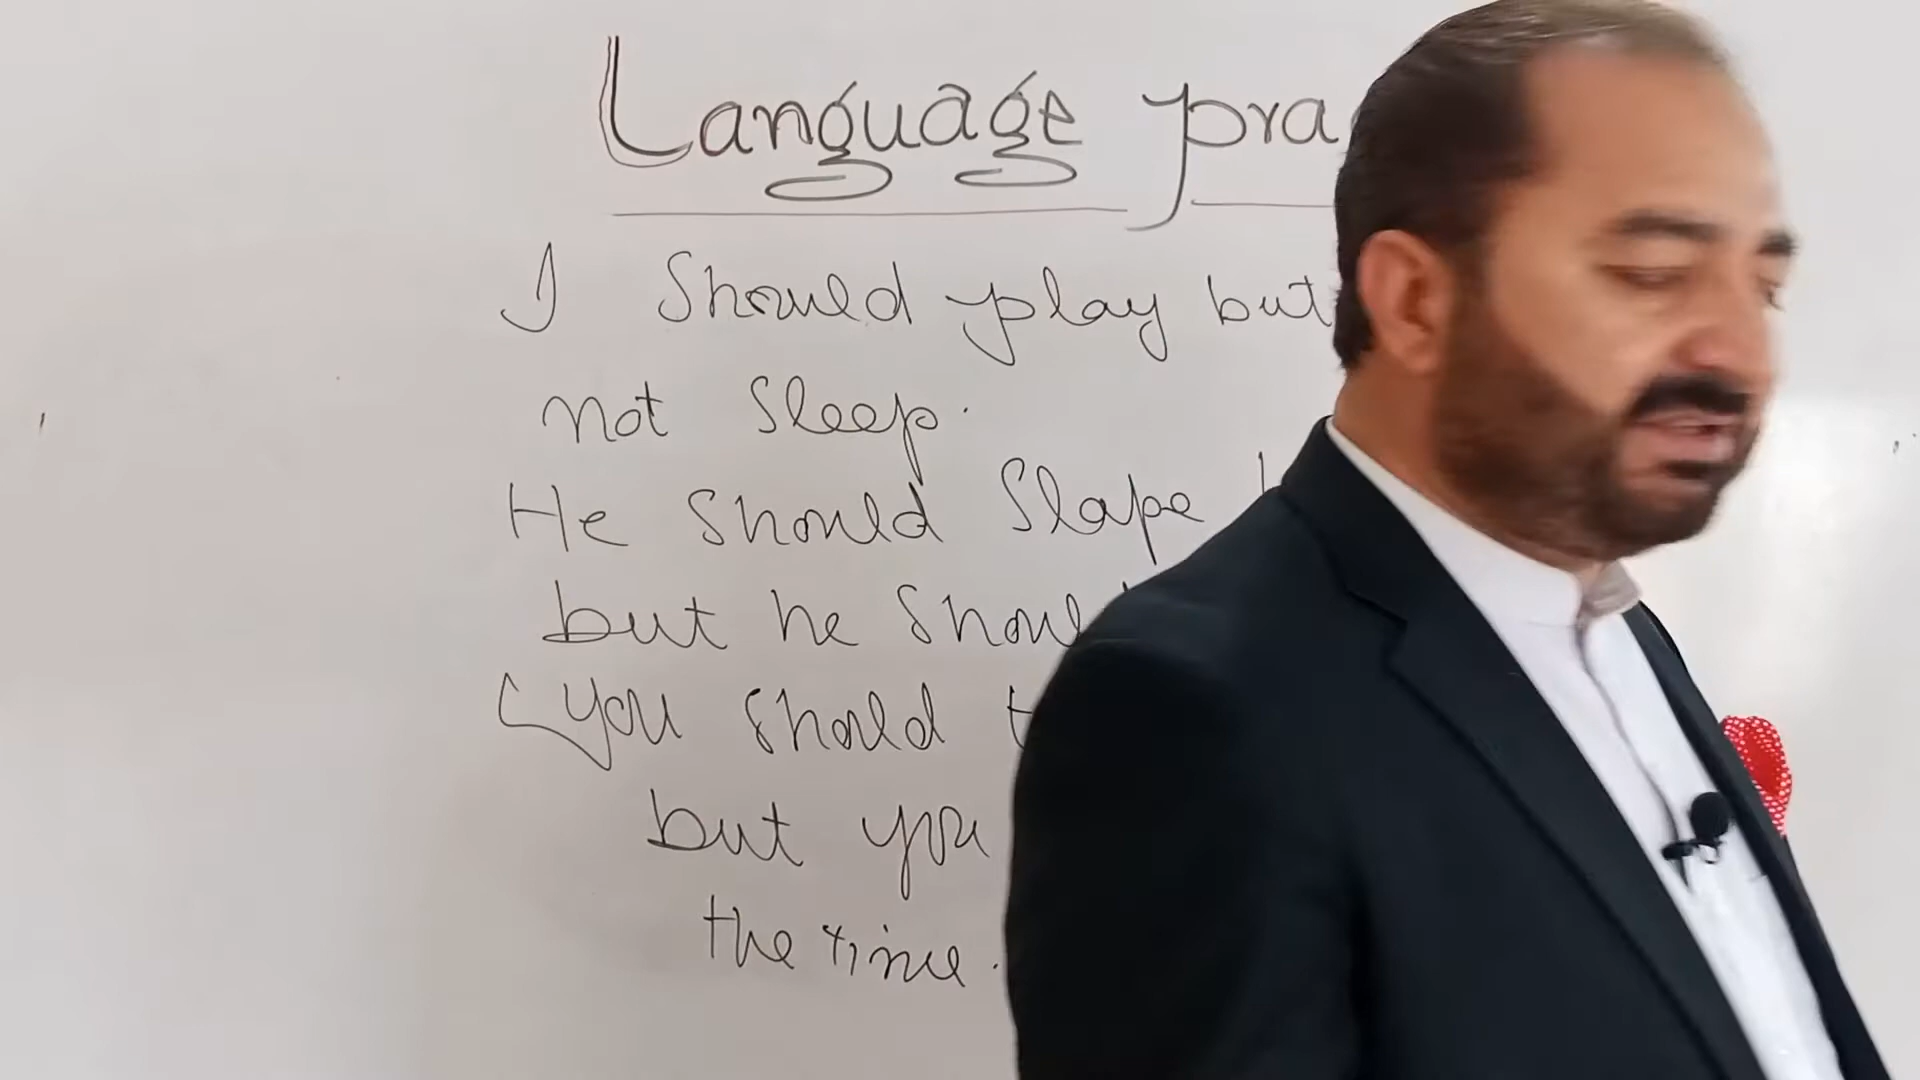 Language pra
I Should play but
not Sleep.
He Should Slape
but he Shoul
You Should
but you
the time.